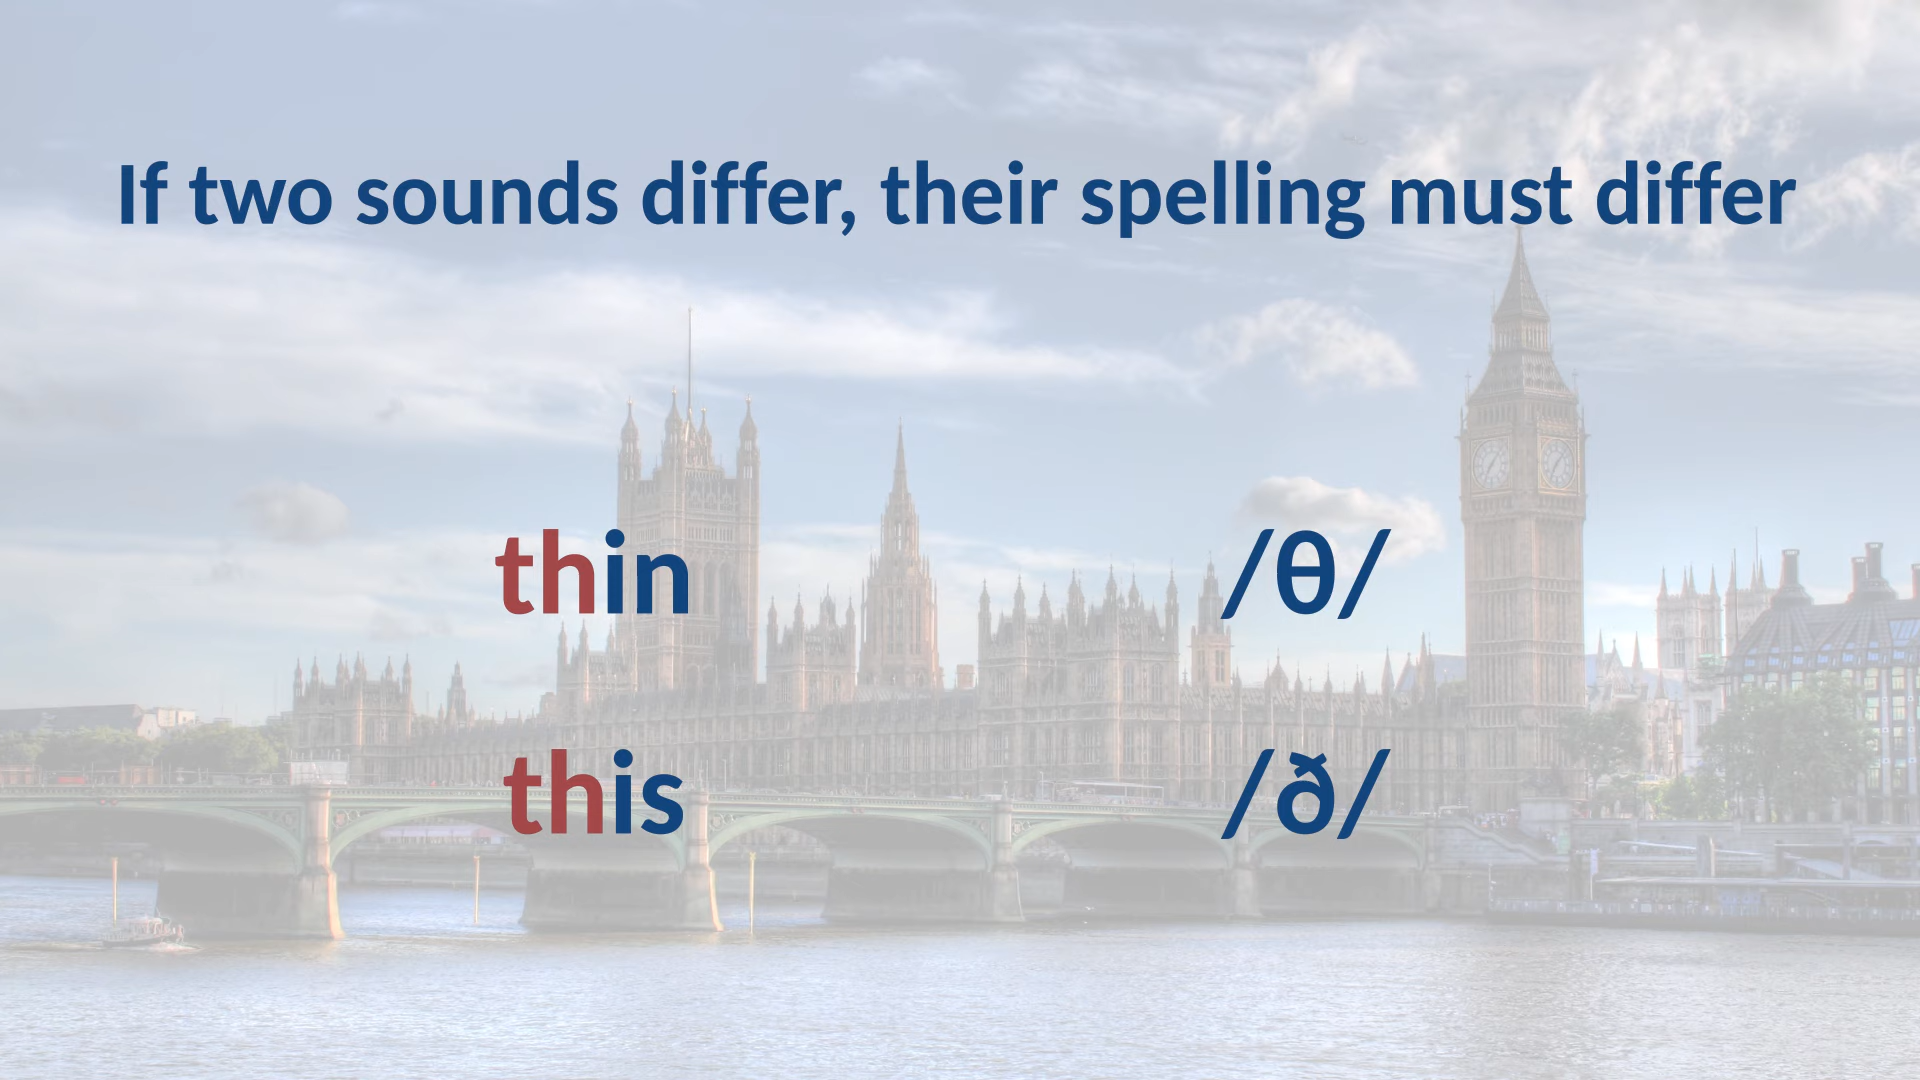 If two sounds differ, their spelling must differ
thin /θ/
this /ð/